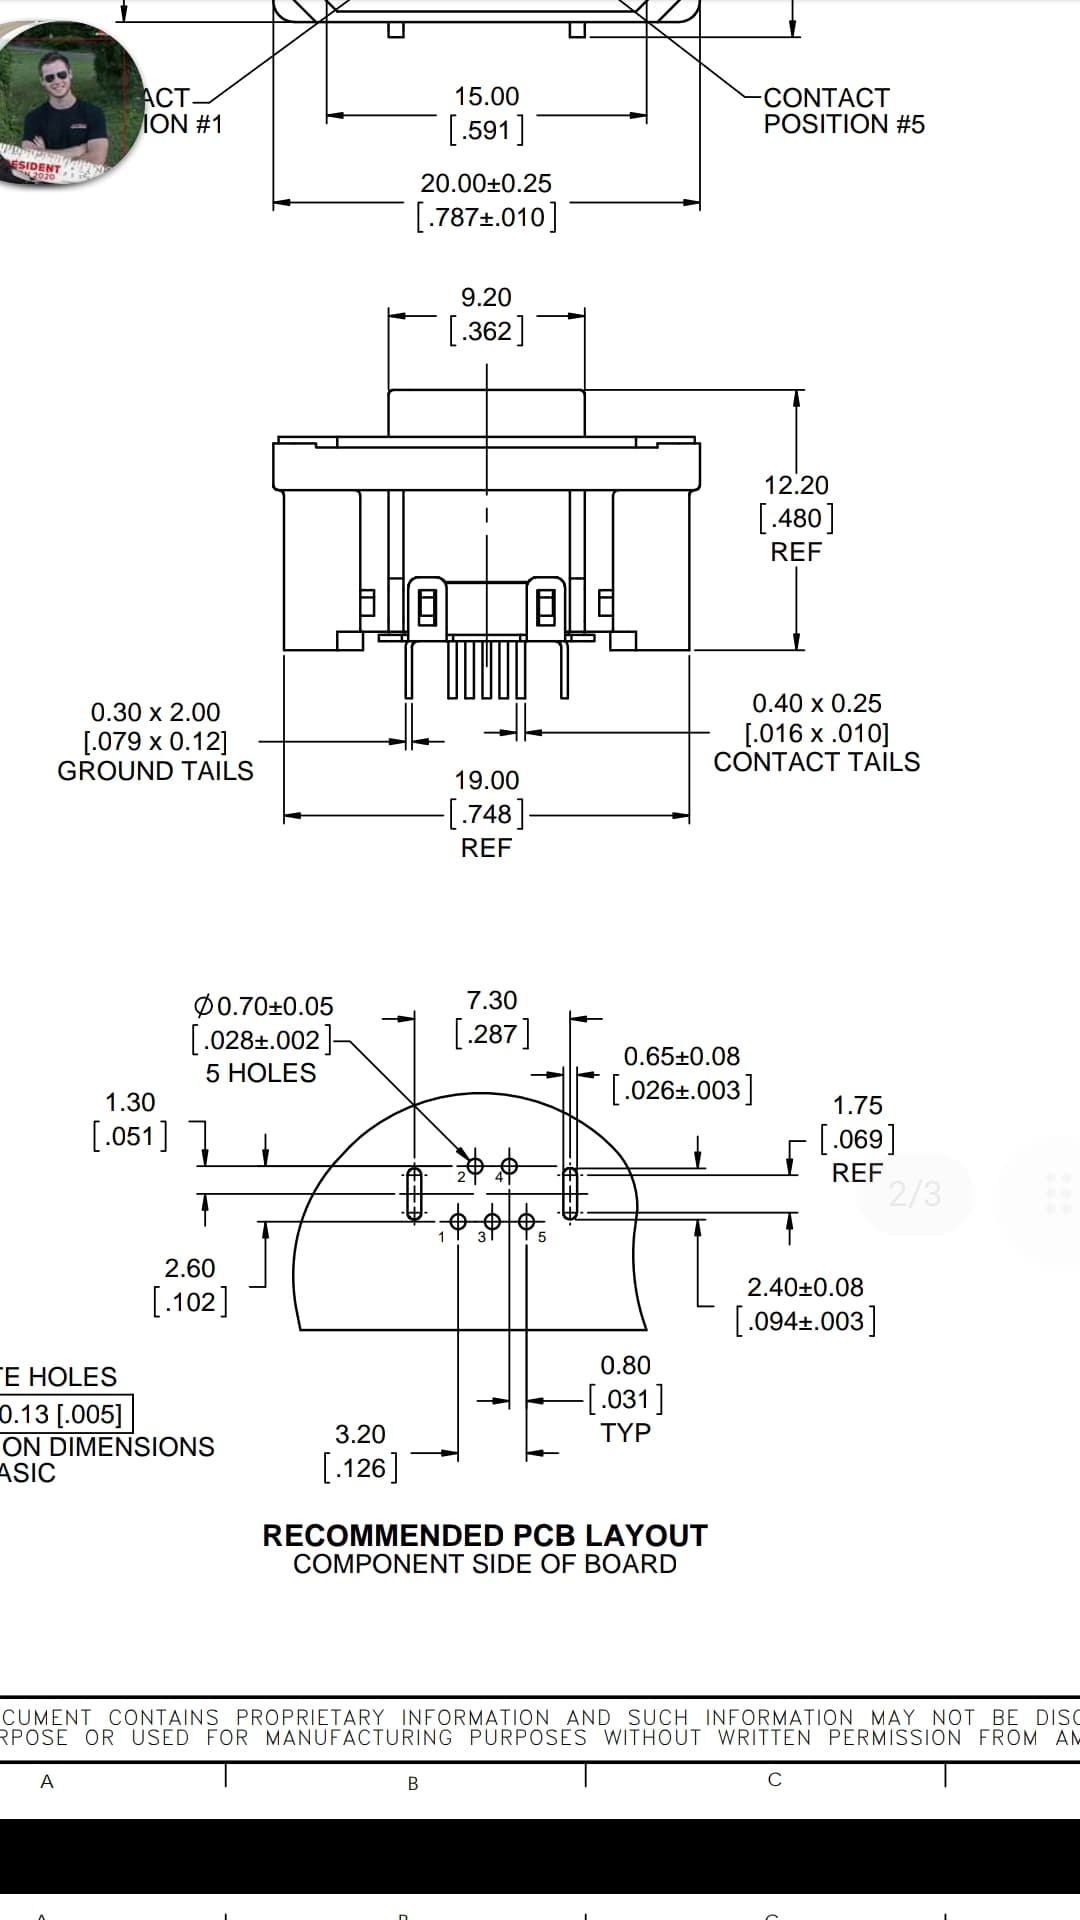 ACT
ION #1
15.00
[.591]
CONTACT
POSITION #5
ESIDENT
2020
20.00±0.25
[.787±.010]
9.20
[.362]
12.20
[.480]
REF
0.30 x 2.00
[.079 x 0.12]
GROUND TAILS
0.40 x 0.25
[.016 x .010]
CONTACT TAILS
19.00
[.748]
REF
Ø0.70±0.05
[.028±.002]
5 HOLES
7.30
[.287]
0.65±0.08
[.026±.003]
1.30
[.051]
1.75
[.069]
REF
2/3
2 4
1 3 5
2.60
[.102]
2.40±0.08
[.094±.003]
E HOLES
0.13 [.005]
ON DIMENSIONS
ASIC
0.80
[.031]
TYP
3.20
[.126]
RECOMMENDED PCB LAYOUT
COMPONENT SIDE OF BOARD
CUMENT CONTAINS PROPRIETARY INFORMATION AND SUCH INFORMATION MAY NOT BE DISC
RPOSE OR USED FOR MANUFACTURING PURPOSES WITHOUT WRITTEN PERMISSION FROM AM
A B C